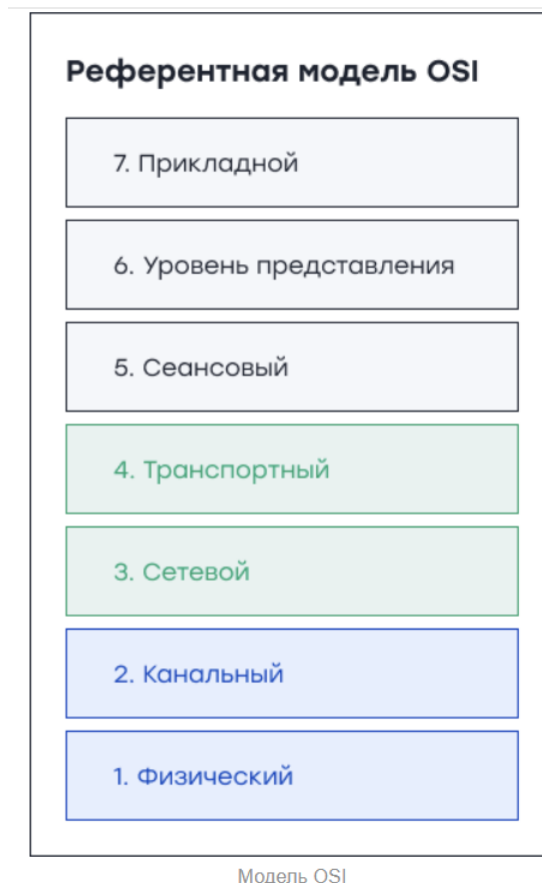 Референтная модель OSI
7. Прикладной
6. Уровень представления
5. Сеансовый
4. Транспортный
3. Сетевой
2. Канальный
1. Физический
Модель OSI